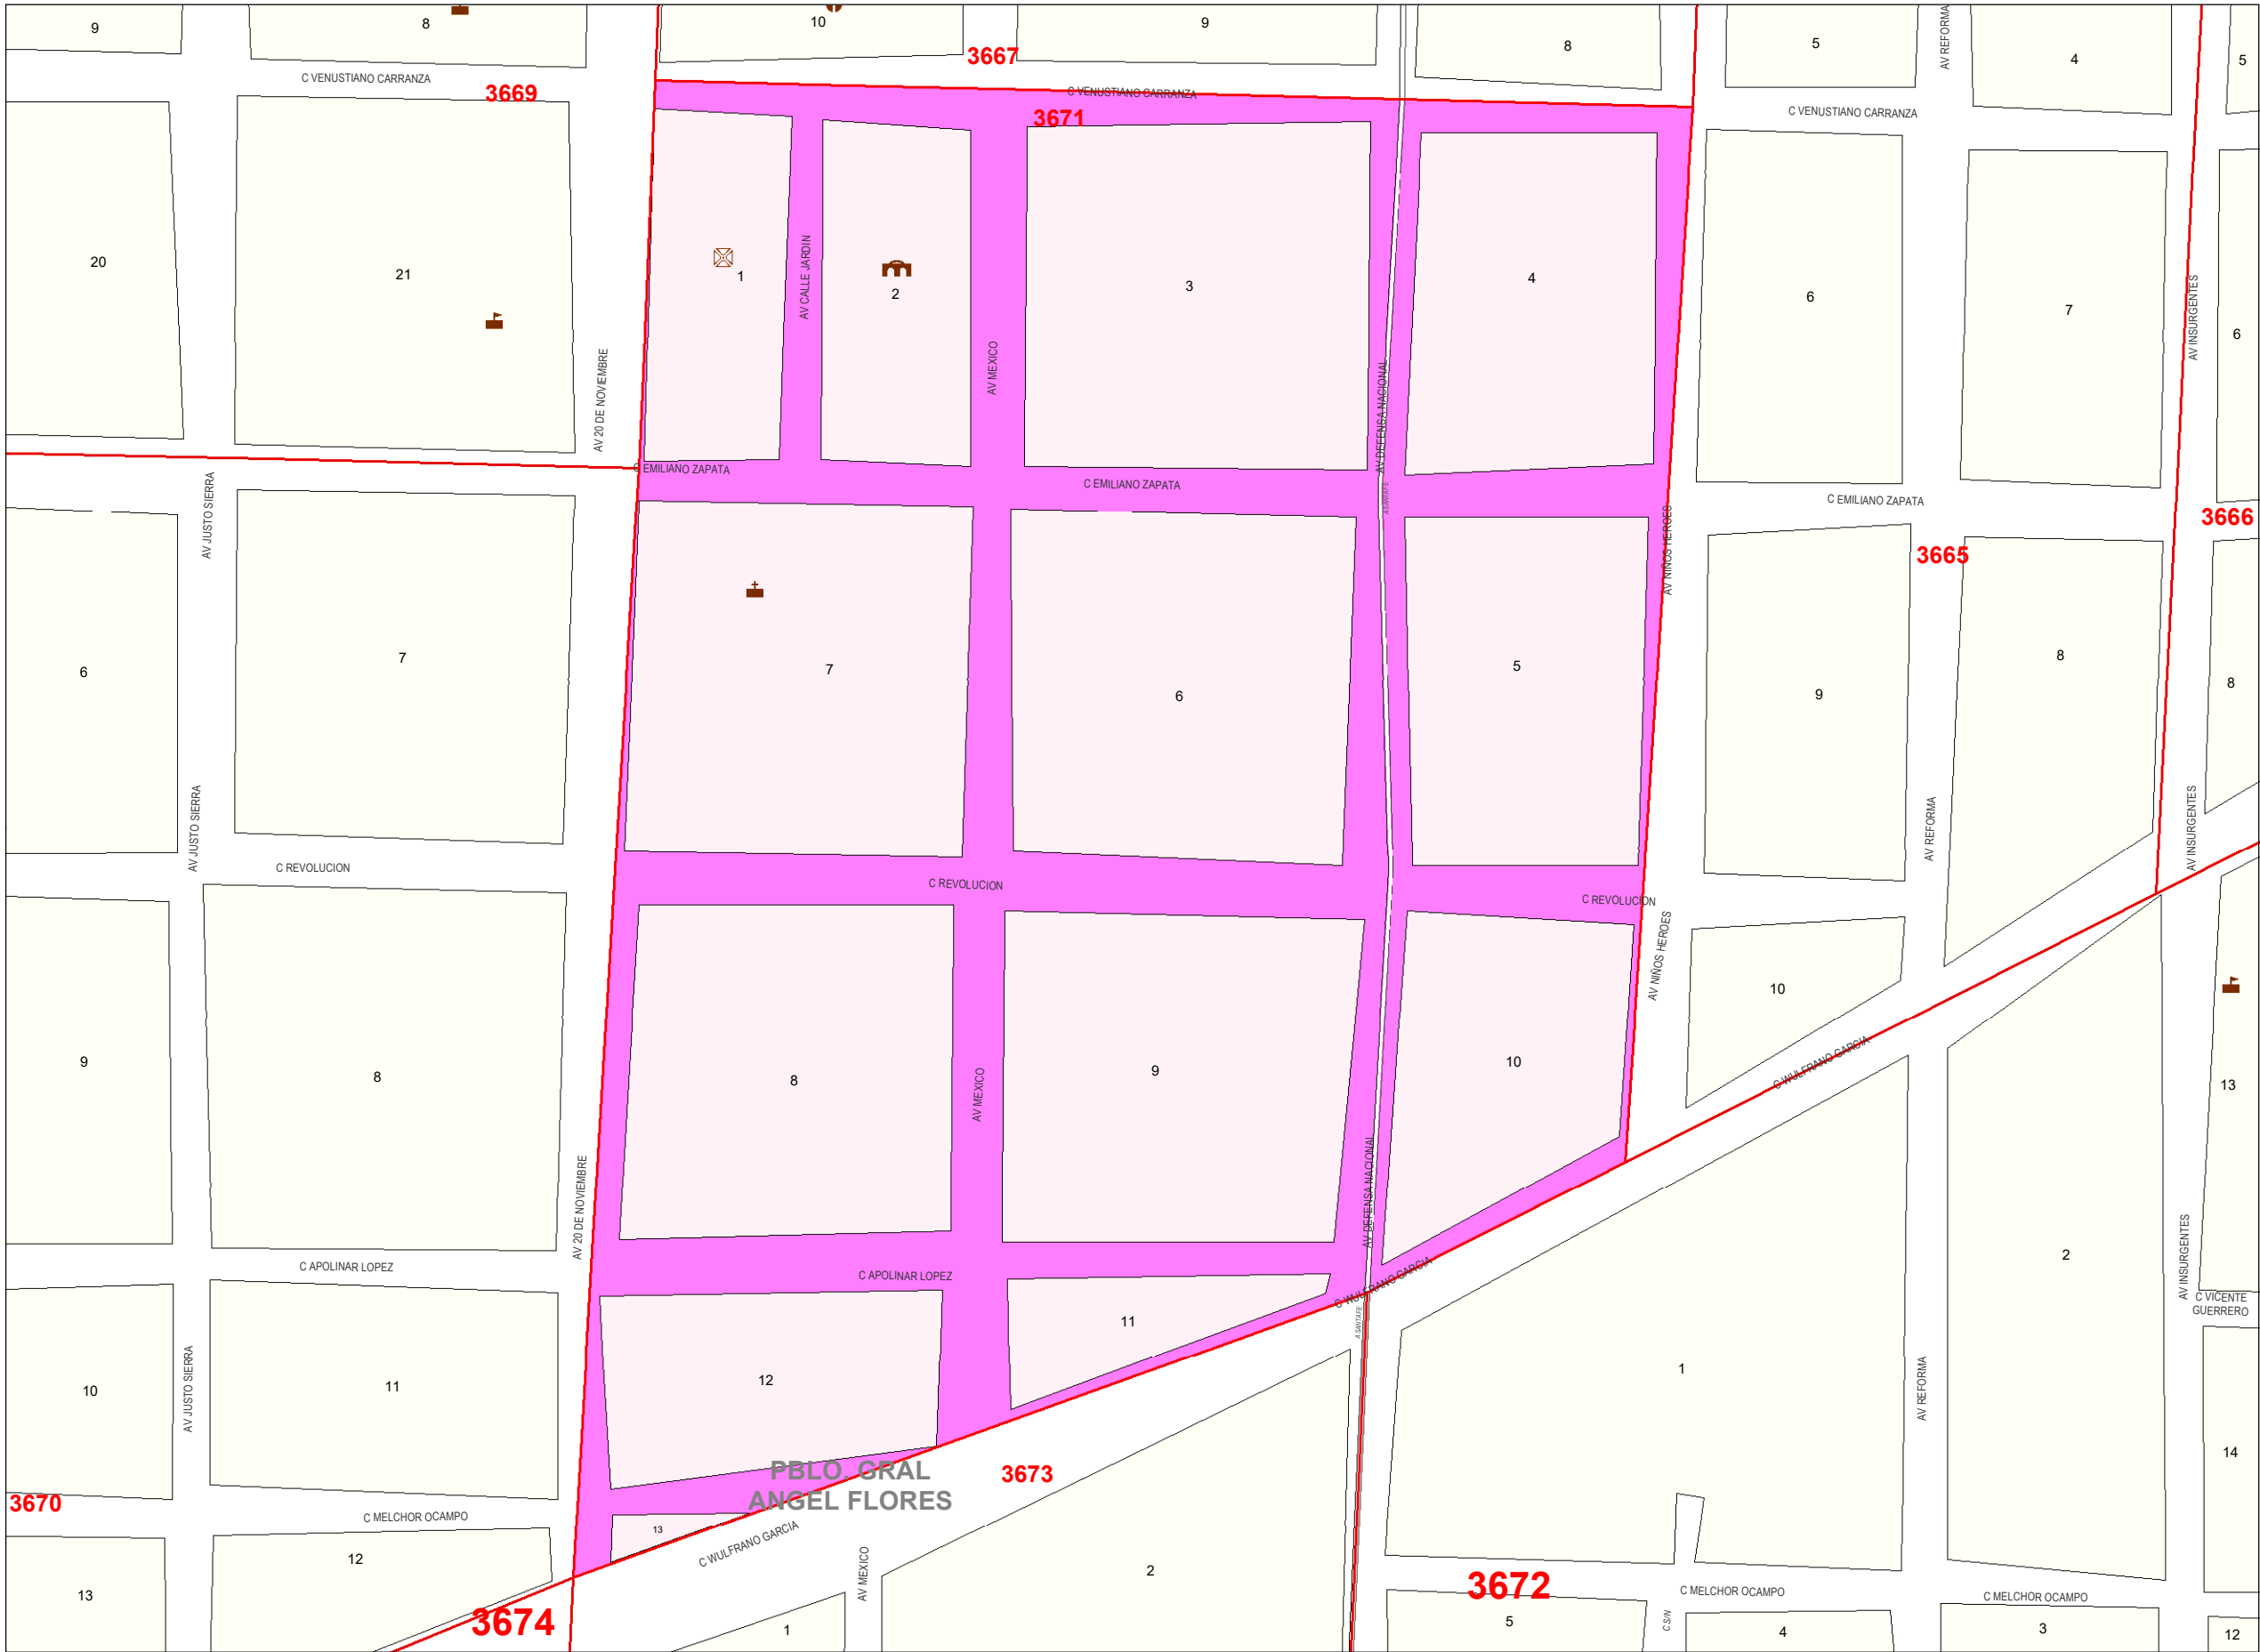 9
8
10
9
8
5
AV REFORMA
4
5
3667
C VENUSTIANO CARRANZA
3669
C VENUSTIANO CARRANZA
3671
C VENUSTIANO CARRANZA
20
21
1
AV CALLE JARDIN
2
3
4
6
7
AV INSURGENTES
6
AV 20 DE NOVIEMBRE
AV MEXICO
AV DEFENSA NACIONAL
C EMILIANO ZAPATA
C EMILIANO ZAPATA
C EMILIANO ZAPATA
AV JUSTO SIERRA
A SANTA FE
AV NIÑOS HEROES
3666
3665
6
7
7
6
5
9
8
8
AV JUSTO SIERRA
AV REFORMA
AV INSURGENTES
C REVOLUCION
C REVOLUCION
C REVOLUCION
AV NIÑOS HEROES
10
9
8
8
AV MEXICO
9
10
C WULFRANO GARCIA
13
AV 20 DE NOVIEMBRE
AV DEFENSA NACIONAL
2
AV INSURGENTES
C APOLINAR LOPEZ
C APOLINAR LOPEZ
C WULFRANO GARCIA
C VICENTE
GUERRERO
A SANTA FE
10
AV JUSTO SIERRA
11
12
11
1
AV REFORMA
14
PBLO. GRAL
ANGEL FLORES
3673
3670
C MELCHOR OCAMPO
13
C WULFRANO GARCIA
12
AV MEXICO
2
3672
C MELCHOR OCAMPO
C MELCHOR OCAMPO
13
3674
1
5
C S/N
4
3
12